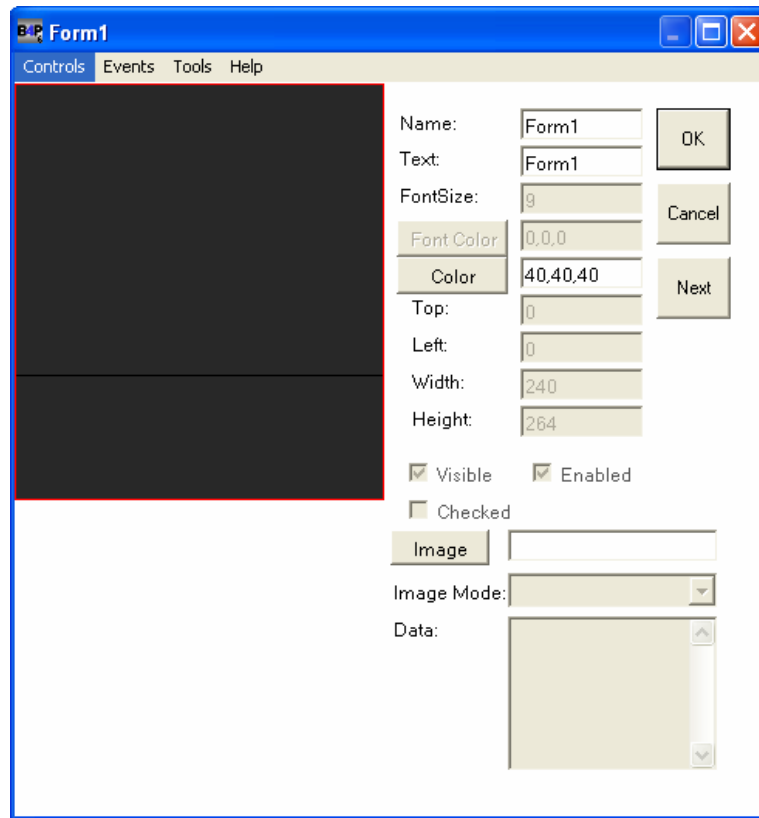 B4P Form1
Controls Events Tools Help
Name: Form1 OK
Text: Form1
FontSize: 9 Cancel
Font Color 0,0,0
Color 40,40,40 Next
Top: 0
Left: 0
Width: 240
Height: 264
Visible Enabled
Checked
Image
Image Mode:
Data: